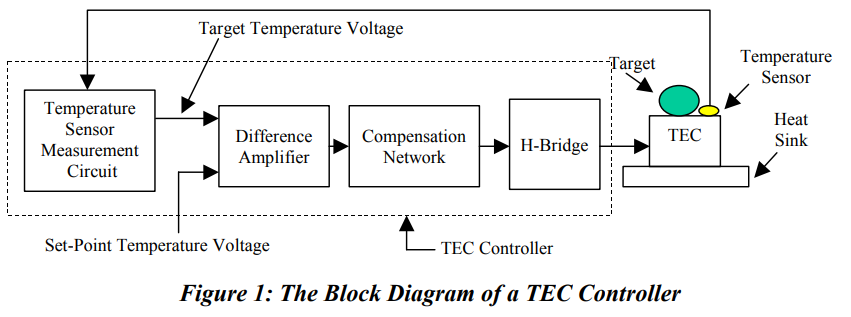 Target Temperature Voltage
Target
Temperature
Sensor
Temperature
Sensor
Measurement
Circuit
Difference
Amplifier
Compensation
Network
H-Bridge
TEC
Heat
Sink
Set-Point Temperature Voltage
TEC Controller
Figure 1: The Block Diagram of a TEC Controller